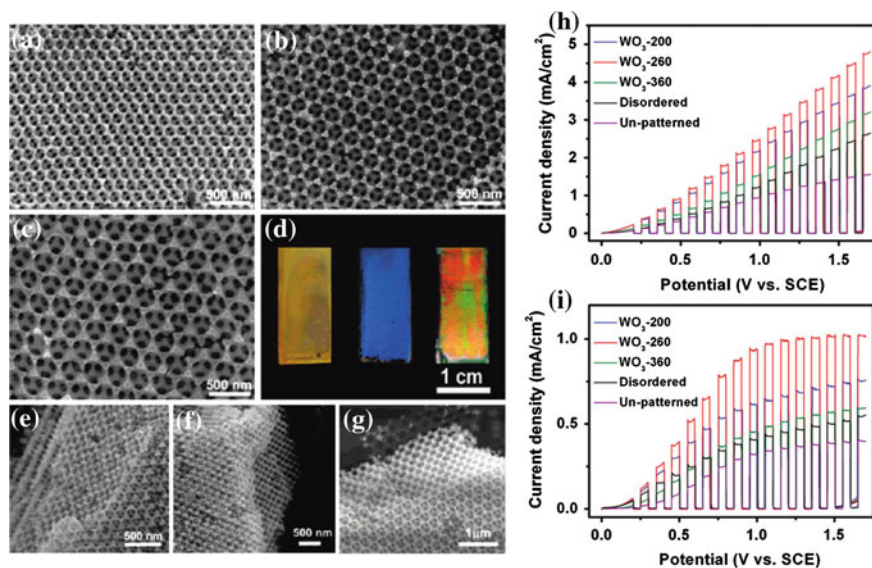 (a)
500 nm
(b)
500 nm
(c)
500 nm
(d)
1 cm
(e)
500 nm
(f)
500 nm
(g)
1µm
(h)
Current density (mA/cm²)
5
4
3
2
1
0
WO₃-200
WO₃-260
WO₃-360
Disordered
Un-patterned
0.0 0.5 1.0 1.5
Potential (V vs. SCE)
(i)
Current density (mA/cm²)
1.0
0.5
0.0
WO₃-200
WO₃-260
WO₃-360
Disordered
Un-patterned
0.0 0.5 1.0 1.5
Potential (V vs. SCE)